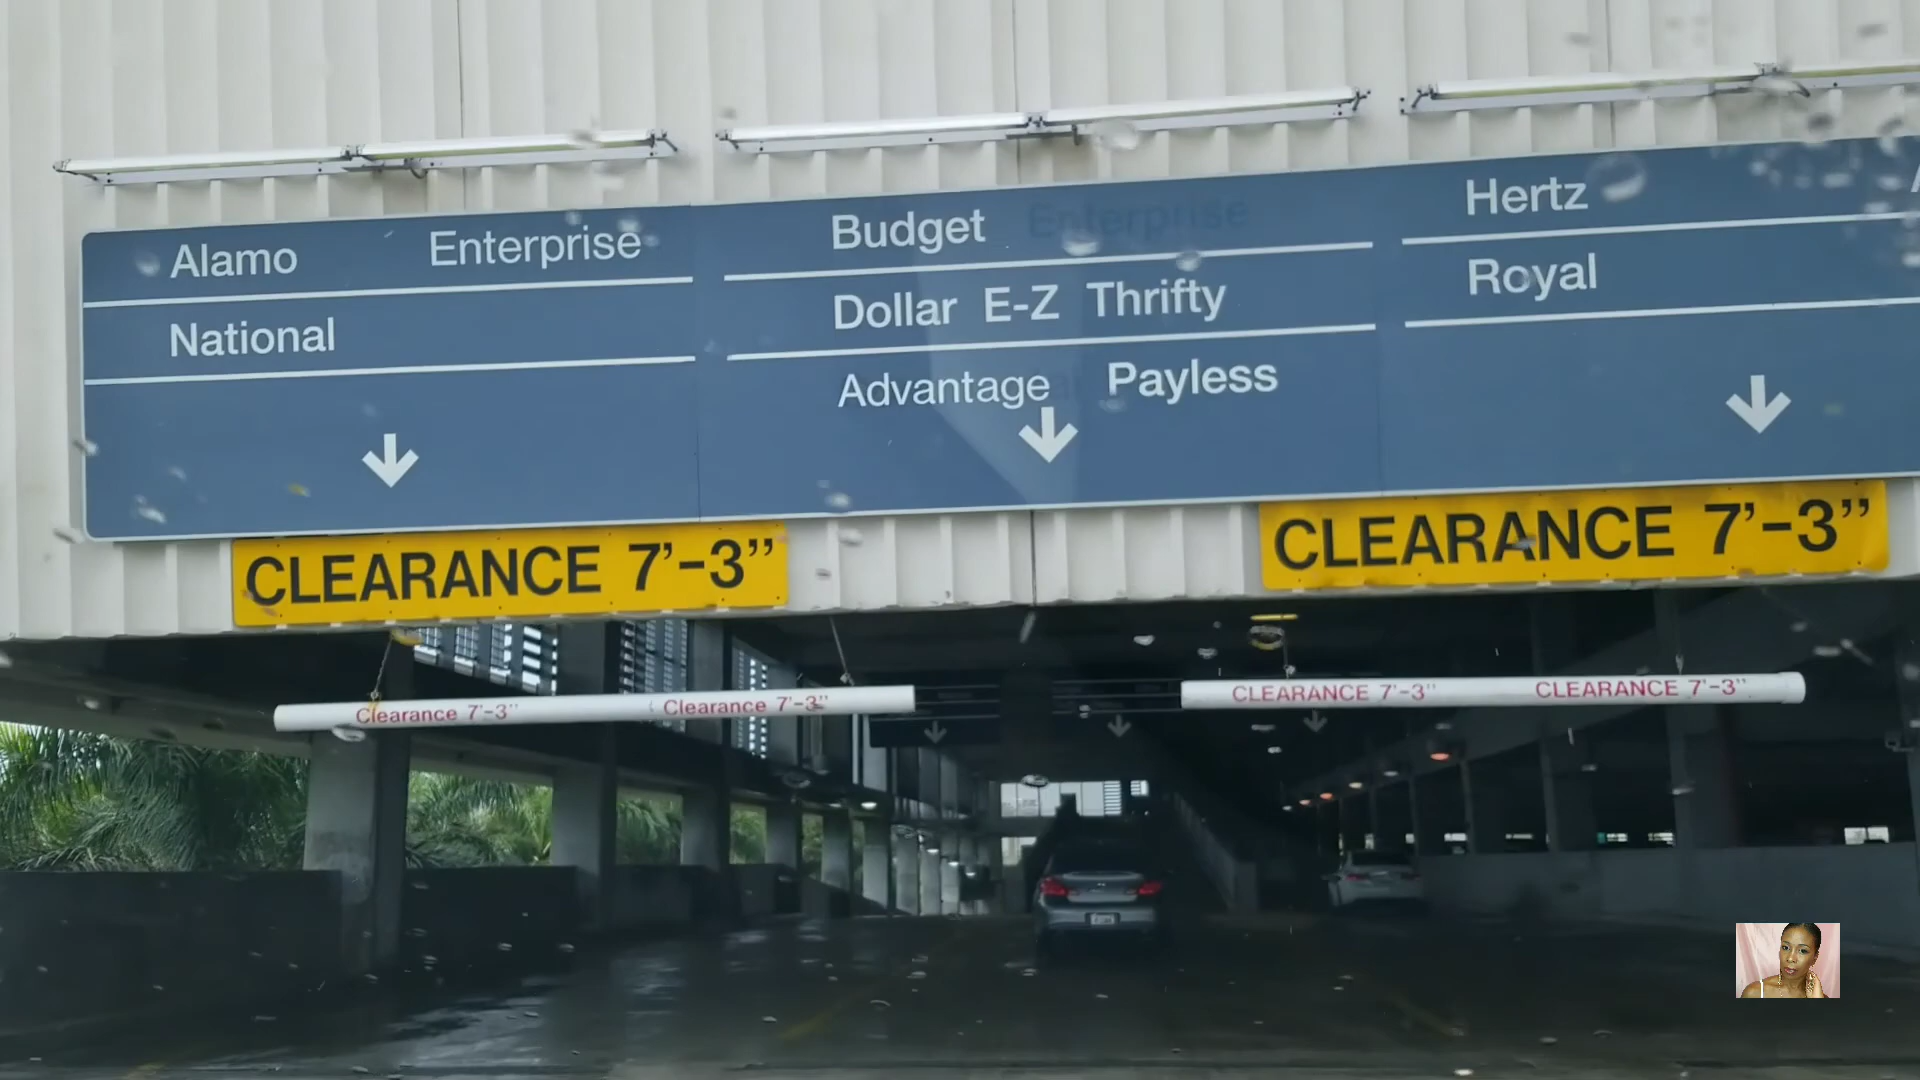 Alamo Enterprise
National
Budget Enterprise
Dollar E-Z Thrifty
Advantage Payless
Hertz
Royal
CLEARANCE 7'-3"
CLEARANCE 7'-3"
Clearance 7'-3" Clearance 7'-3"
CLEARANCE 7'-3" CLEARANCE 7'-3"